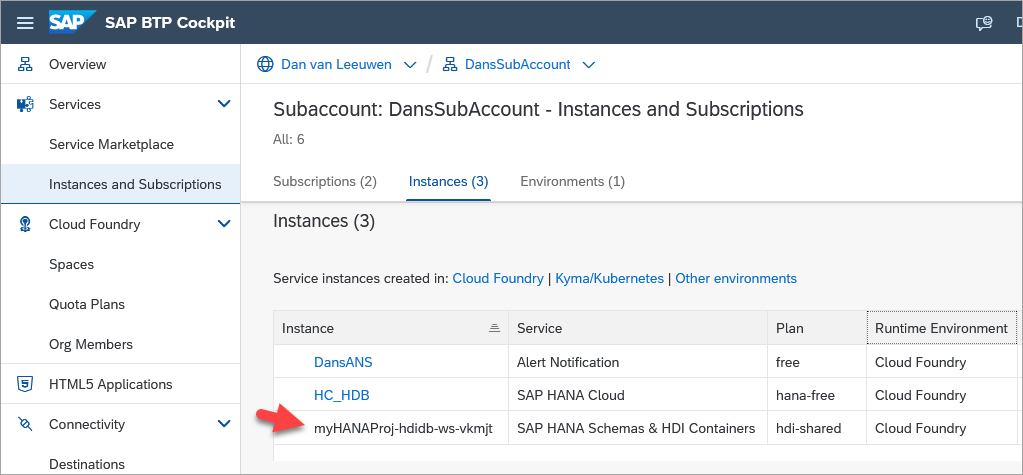 SAP SAP BTP Cockpit
Overview
Services
Service Marketplace
Instances and Subscriptions
Cloud Foundry
Spaces
Quota Plans
Org Members
HTML5 Applications
Connectivity
Destinations
Dan van Leeuwen / DansSubAccount
Subaccount: DansSubAccount - Instances and Subscriptions
All: 6
Subscriptions (2) Instances (3) Environments (1)
Instances (3)
Service instances created in: Cloud Foundry | Kyma/Kubernetes | Other environments
Instance Service Plan Runtime Environment
DansANS Alert Notification free Cloud Foundry
HC_HDB SAP HANA Cloud hana-free Cloud Foundry
myHANAProj-hdidb-ws-vkmjt SAP HANA Schemas & HDI Containers hdi-shared Cloud Foundry